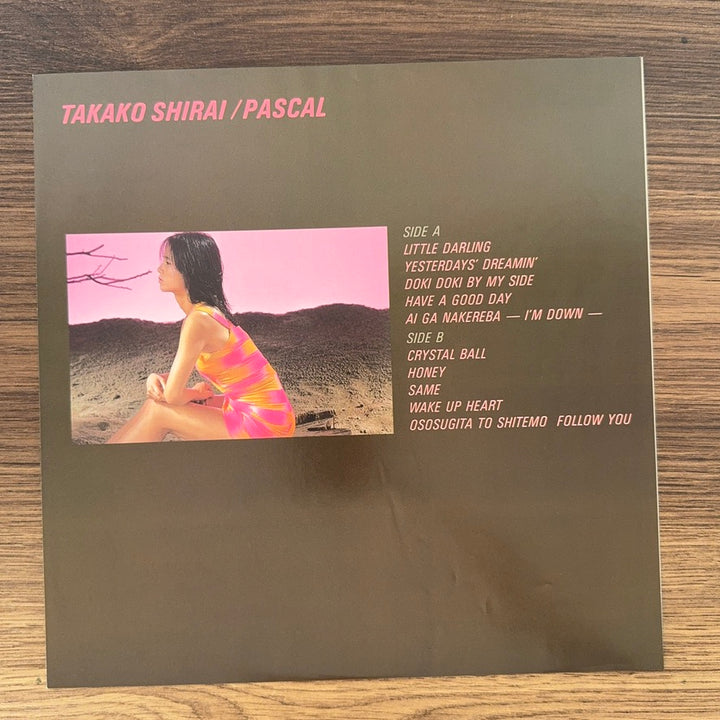 TAKAKO SHIRAI / PASCAL
SIDE A
LITTLE DARLING
YESTERDAYS' DREAMIN'
DOKI DOKI BY MY SIDE
HAVE A GOOD DAY
AI GA NAKEREBA — I'M DOWN —
SIDE B
CRYSTAL BALL
HONEY
SAME
WAKE UP HEART
OSOSUGITA TO SHITEMO FOLLOW YOU